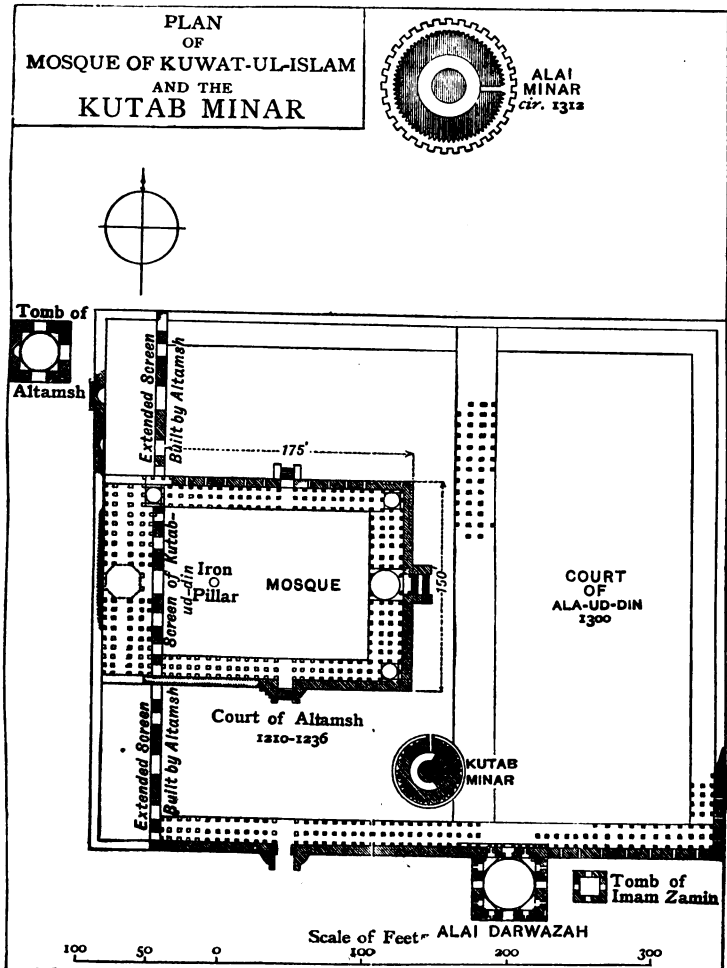 PLAN
OF
MOSQUE OF KUWAT-UL-ISLAM
AND THE
KUTAB MINAR
ALAI
MINAR
cir. 1312
Tomb of
Altamsh
Extended Screen
Built by Altamsh
175'
Screen of Kutab-
ud-din
Iron
Pillar
MOSQUE
150'
COURT
OF
ALA-UD-DIN
1300
Extended Screen
Built by Altamsh
Court of Altamsh
1210-1236
KUTAB
MINAR
Tomb of
Imam Zamin
ALAI DARWAZAH
Scale of Feet
100 50 0 100 200 300